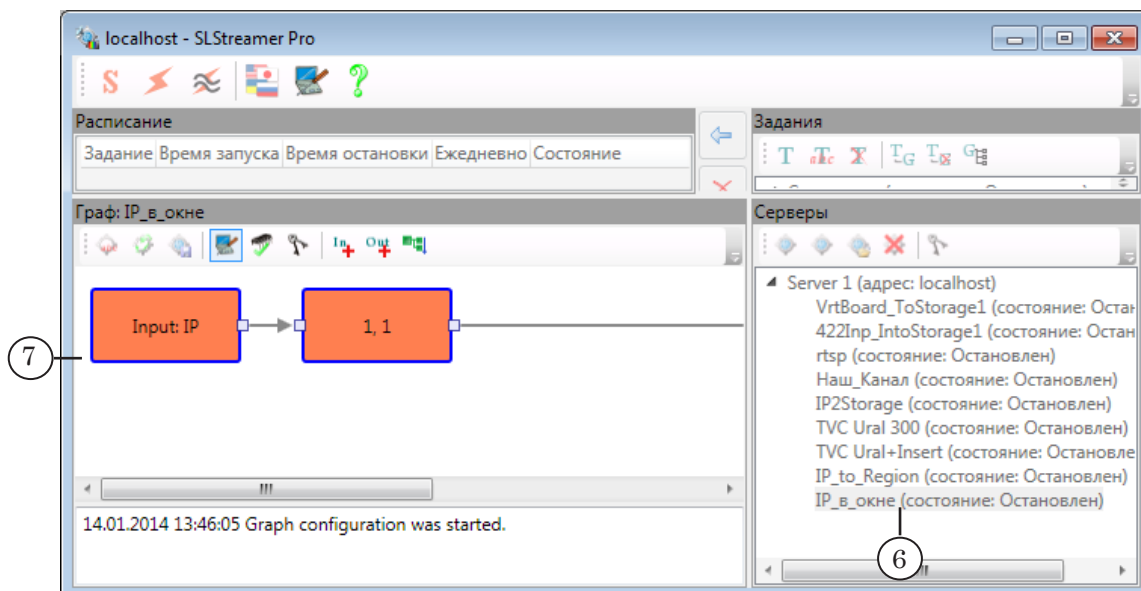 localhost - SLStreamer Pro
Расписание
Задание Время запуска Время остановки Ежедневно Состояние
Задания
Граф: IP_в_окне
In Out
Input: IP
1, 1
7
14.01.2014 13:46:05 Graph configuration was started.
Серверы
Server 1 (адрес: localhost)
VrtBoard_ToStorage1 (состояние: Остан
422Inp_IntoStorage1 (состояние: Остан
rtsp (состояние: Остановлен)
Наш_Канал (состояние: Остановлен)
IP2Storage (состояние: Остановлен)
TVC Ural 300 (состояние: Остановлен)
TVC Ural+Insert (состояние: Остановле
IP_to_Region (состояние: Остановлен)
IP_в_окне (состояние: Остановлен)
6